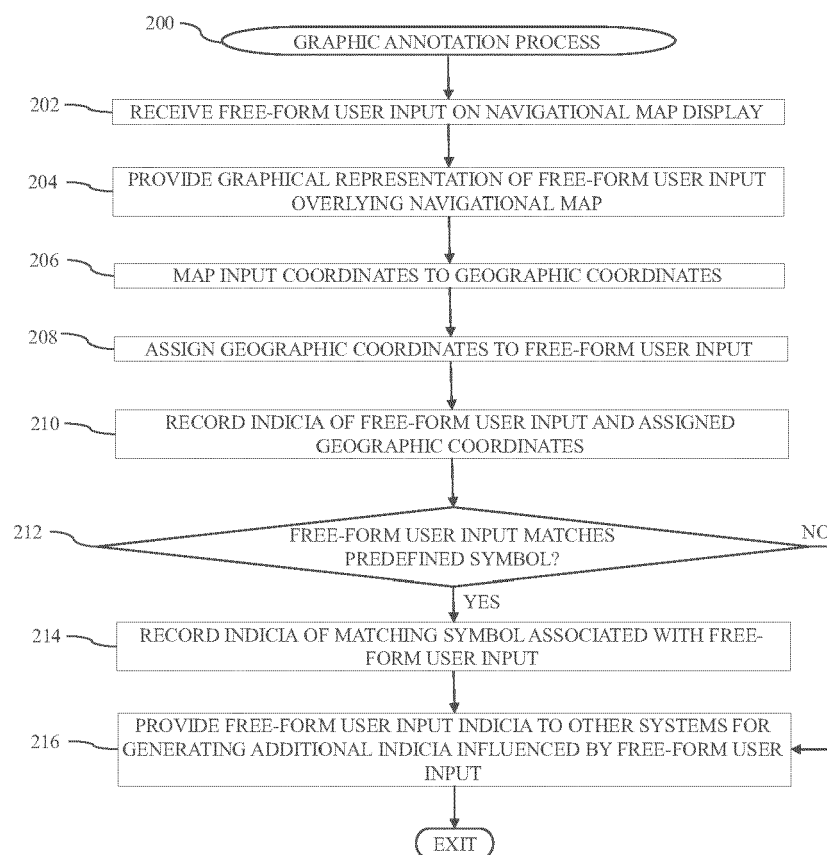 200
GRAPHIC ANNOTATION PROCESS
202
RECEIVE FREE-FORM USER INPUT ON NAVIGATIONAL MAP DISPLAY
204
PROVIDE GRAPHICAL REPRESENTATION OF FREE-FORM USER INPUT
OVERLYING NAVIGATIONAL MAP
206
MAP INPUT COORDINATES TO GEOGRAPHIC COORDINATES
208
ASSIGN GEOGRAPHIC COORDINATES TO FREE-FORM USER INPUT
210
RECORD INDICIA OF FREE-FORM USER INPUT AND ASSIGNED
GEOGRAPHIC COORDINATES
212
FREE-FORM USER INPUT MATCHES
PREDEFINED SYMBOL?
NO
YES
214
RECORD INDICIA OF MATCHING SYMBOL ASSOCIATED WITH FREE-
FORM USER INPUT
216
PROVIDE FREE-FORM USER INPUT INDICIA TO OTHER SYSTEMS FOR
GENERATING ADDITIONAL INDICIA INFLUENCED BY FREE-FORM USER
INPUT
EXIT